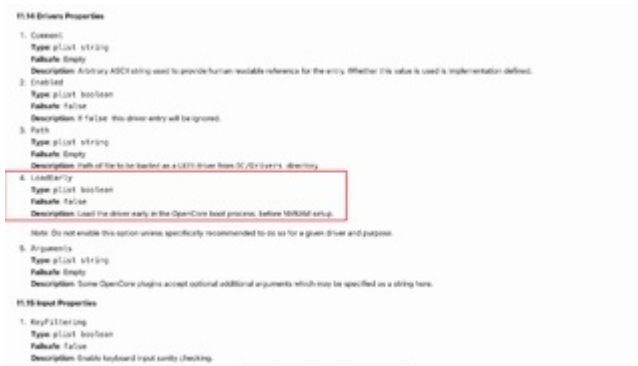 11.14 Drivers Properties
1. Comment
Type: plist string
Failsafe: Empty
Description: Arbitrary ASCII string used to provide human readable reference for the entry. Whether this value is used is implementation defined.
2. Enabled
Type: plist boolean
Failsafe: false
Description: If false this driver entry will be ignored.
3. Path
Type: plist string
Failsafe: Empty
Description: Path of file to be loaded as a UEFI driver from OC/Drivers directory.
4. LoadEarly
Type: plist boolean
Failsafe: false
Description: Load the driver early in the OpenCore boot process, before NVRAM setup.
Note: Do not enable this option unless specifically recommended to do so for a given driver and purpose.
5. Arguments
Type: plist string
Failsafe: Empty
Description: Some OpenCore plugins accept optional additional arguments which may be specified as a string here.
11.15 Input Properties
1. KeyFiltering
Type: plist boolean
Failsafe: false
Description: Enable keyboard input sanity checking.